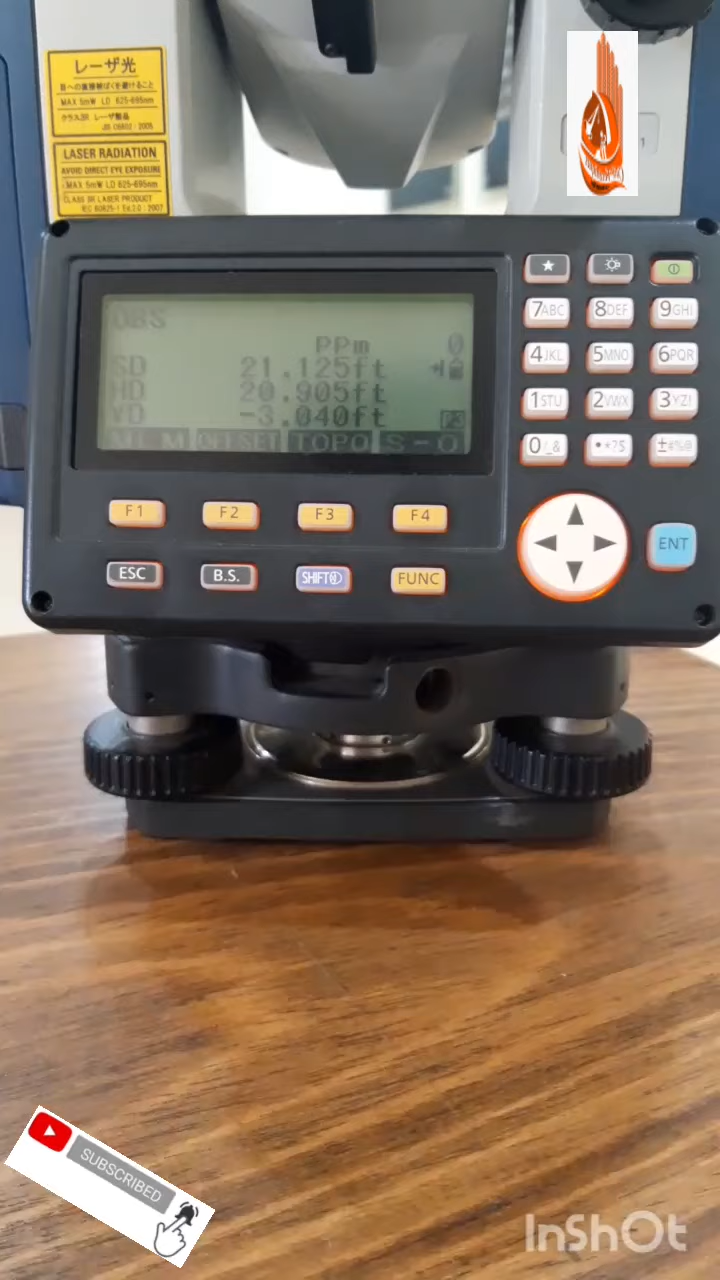 レーザ光
目への直接被ばくを避けること
MAX 5mW LD 625-695nm
クラス3R レーザ製品
JIS C6802 : 2005
LASER RADIATION
AVOID DIRECT EYE EXPOSURE
MAX 5mW LD 625-695nm
CLASS 3R LASER PRODUCT
IEC 60825-1 Ed.2.0 : 2007
1
OBS
PPm 0
SD 21.125ft
HD 20.905ft
VD -3.040ft
OFFSET TOPO S-O
7ABC 8DEF 9GHI
4JKL 5MNO 6PQR
1STU 2VWX 3YZ!
0/_& •*?$ ±#%@
F1 F2 F3 F4
ESC B.S. SHIFT FUNC
ENT
SUBSCRIBED
InShOt